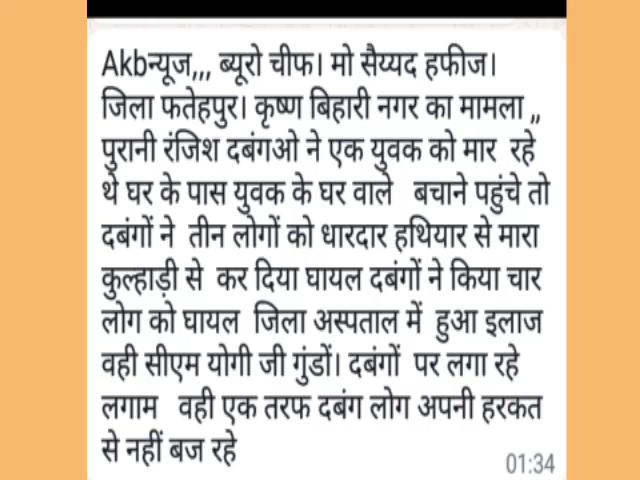 Akbन्यूज,,, ब्यूरो चीफ। मो सैय्यद हफीज।
जिला फतेहपुर। कृष्ण बिहारी नगर का मामला ,,
पुरानी रंजिश दबंगओ ने एक युवक को मार रहे
थे घर के पास युवक के घर वाले बचाने पहुंचे तो
दबंगों ने तीन लोगों को धारदार हथियार से मारा
कुल्हाड़ी से कर दिया घायल दबंगों ने किया चार
लोग को घायल जिला अस्पताल में हुआ इलाज
वही सीएम योगी जी गुंडों। दबंगों पर लगा रहे
लगाम वही एक तरफ दबंग लोग अपनी हरकत
से नहीं बज रहे
01:34